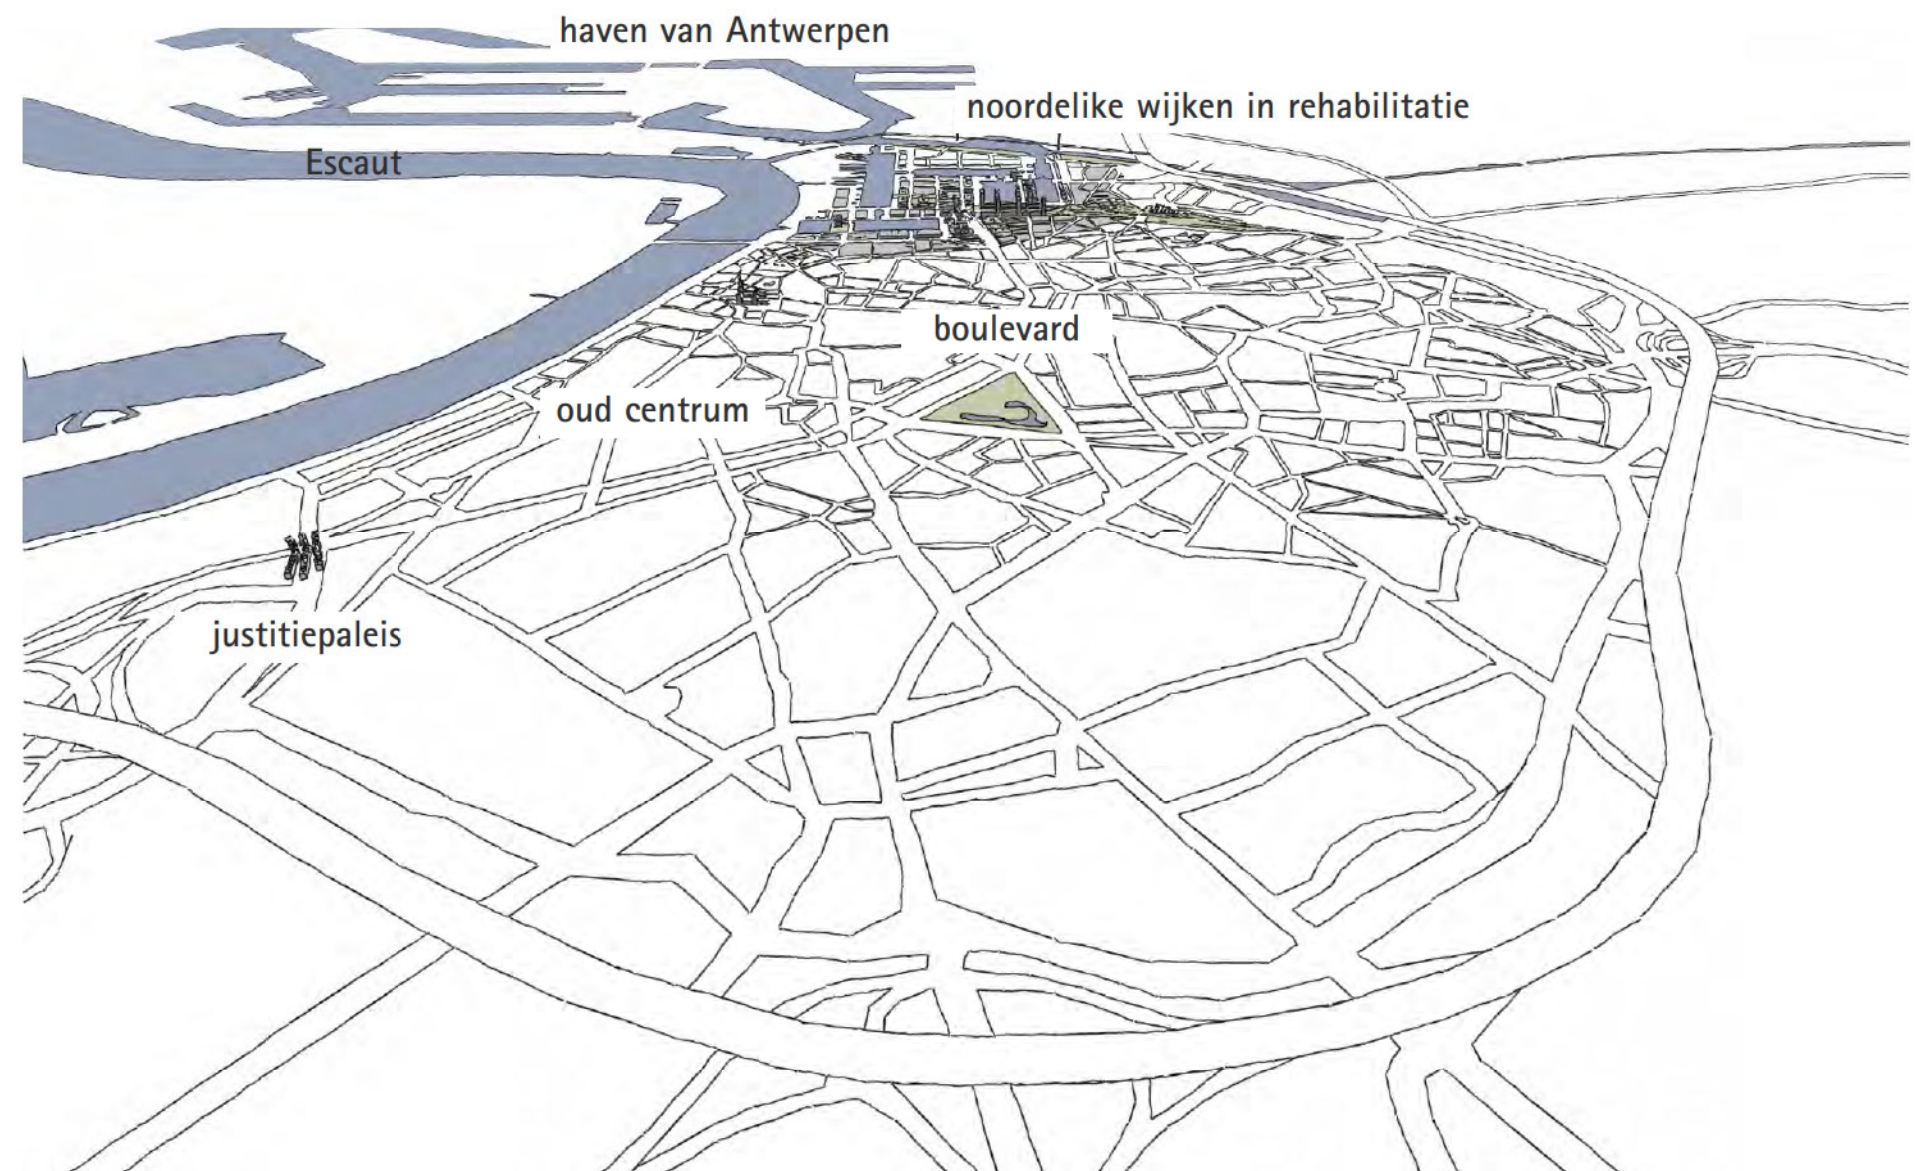 haven van Antwerpen
noordelike wijken in rehabilitatie
Escaut
boulevard
oud centrum
justitiepaleis